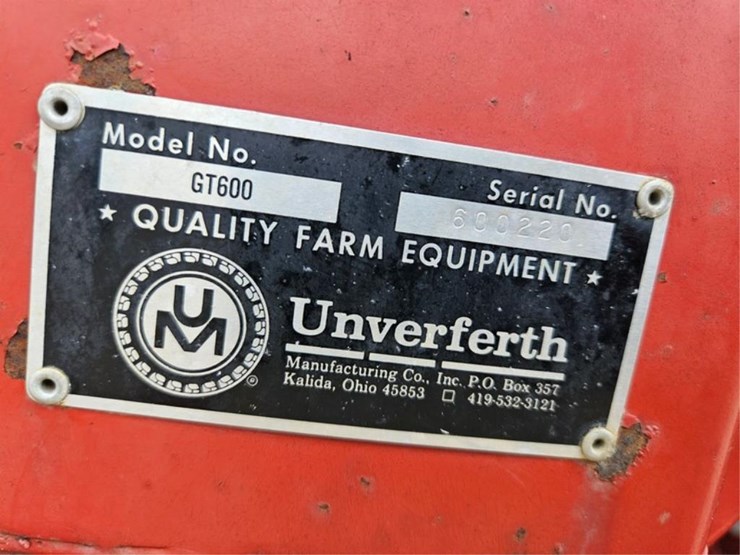 Model No.
GT600
Serial No.
600220
★ QUALITY FARM EQUIPMENT ★
UM
®
Unverferth
Manufacturing Co., Inc. P.O. Box 357
Kalida, Ohio 45853 □ 419-532-3121